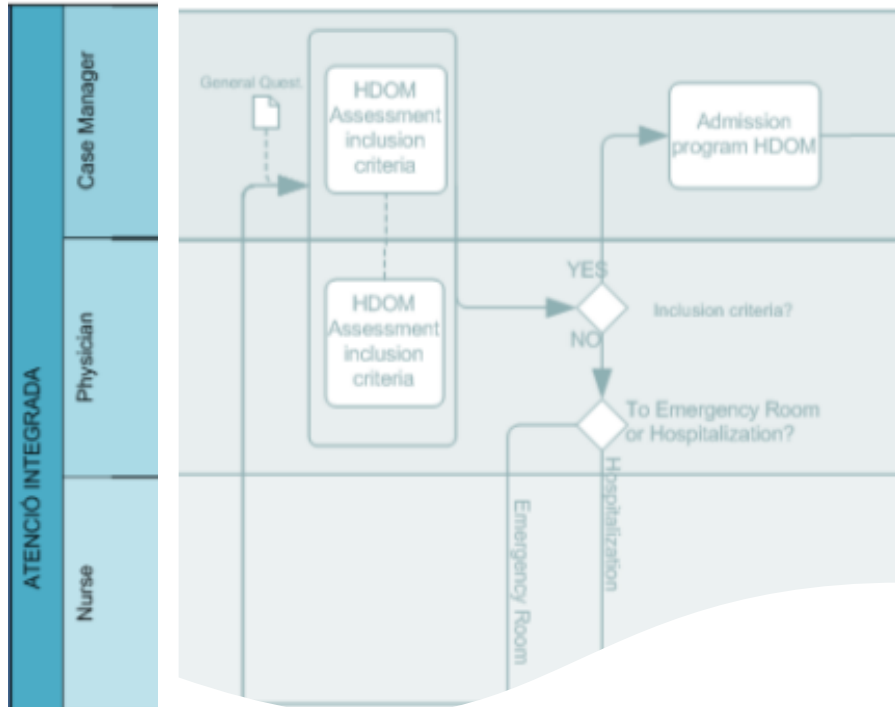 ATENCIÓ INTEGRADA
Case Manager
Physician
Nurse
General Quest.
HDOM
Assessment
inclusion
criteria
Admission
program HDOM
HDOM
Assessment
inclusion
criteria
YES
Inclusion criteria?
NO
To Emergency Room
or Hospitalization?
Emergency Room
Hospitalization